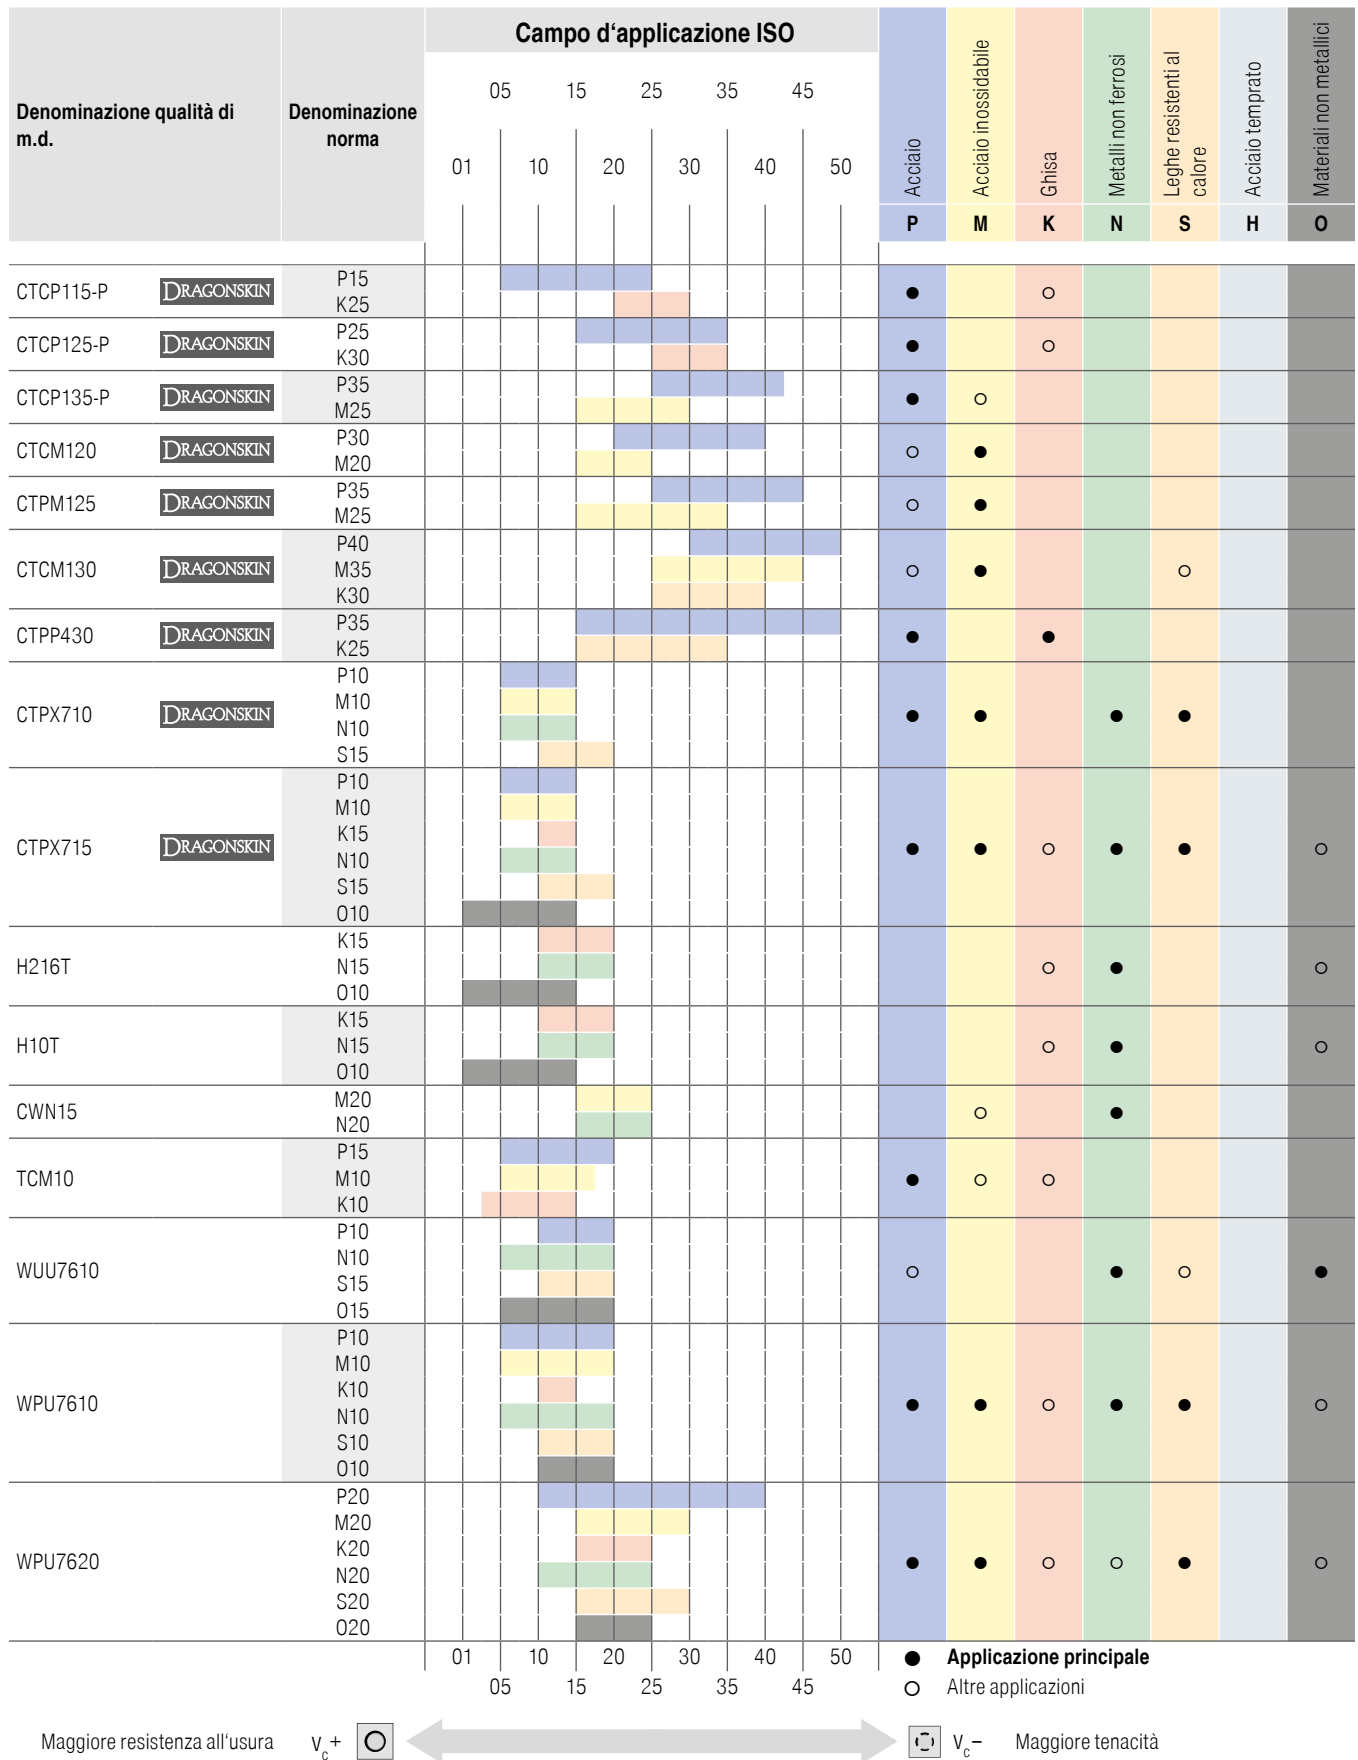 Campo d‘applicazione ISO
Denominazione qualità di
m.d.
Denominazione
norma
05 15 25 35 45
01 10 20 30 40 50
Acciaio
Acciaio inossidabile
Ghisa
Metalli non ferrosi
Leghe resistenti al
calore
Acciaio temprato
Materiali non metallici
P M K N S H O
CTCP115-P DRAGONSKIN
P15
K25
CTCP125-P DRAGONSKIN
P25
K30
CTCP135-P DRAGONSKIN
P35
M25
CTCM120 DRAGONSKIN
P30
M20
CTPM125 DRAGONSKIN
P35
M25
CTCM130 DRAGONSKIN
P40
M35
K30
CTPP430 DRAGONSKIN
P35
K25
CTPX710 DRAGONSKIN
P10
M10
N10
S15
CTPX715 DRAGONSKIN
P10
M10
K15
N10
S15
O10
H216T
K15
N15
O10
H10T
K15
N15
O10
CWN15
M20
N20
TCM10
P15
M10
K10
WUU7610
P10
N10
S15
O15
WPU7610
P10
M10
K10
N10
S10
O10
WPU7620
P20
M20
K20
N20
S20
O20
01 10 20 30 40 50
05 15 25 35 45
● Applicazione principale
○ Altre applicazioni
Maggiore resistenza all‘usura vc+
vc– Maggiore tenacità